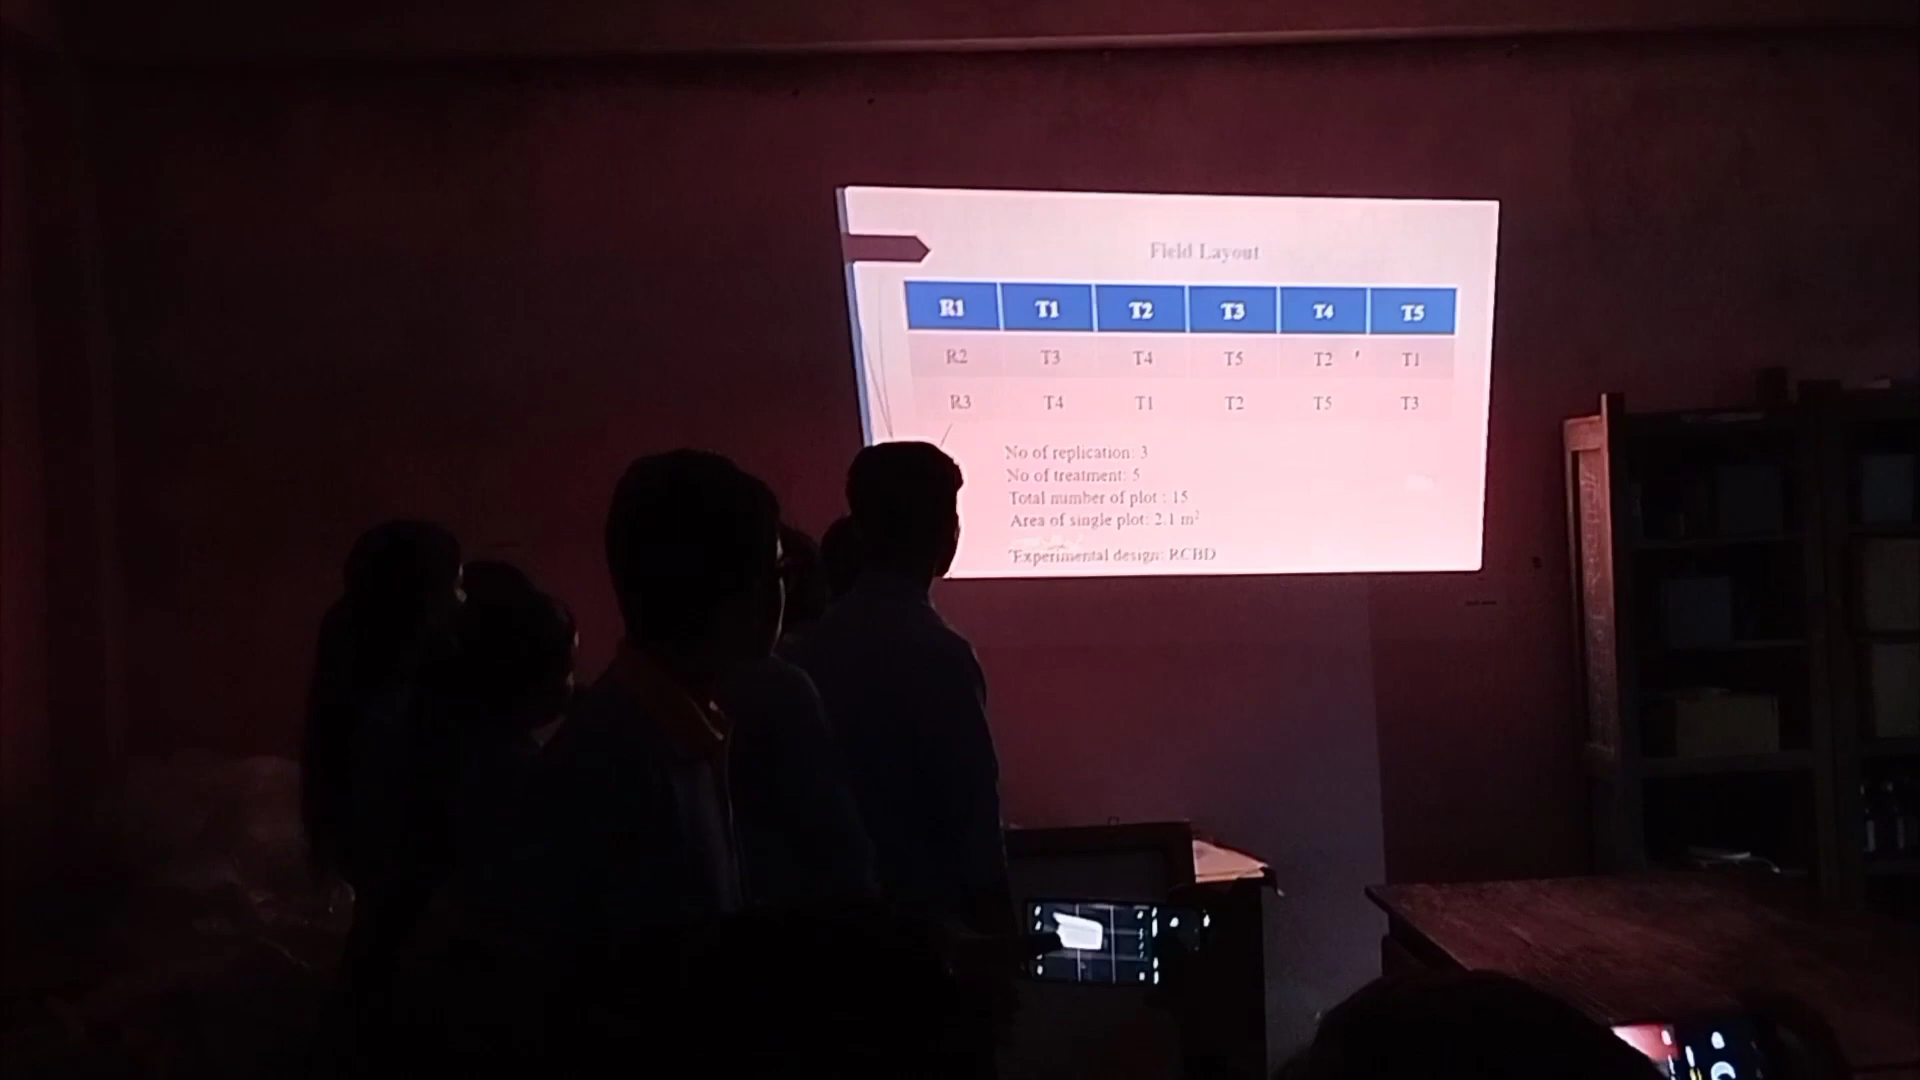 Field Layout
R1 T1 T2 T3 T4 T5
R2 T3 T4 T5 T2 T1
R3 T4 T1 T2 T5 T3
No of replication: 3
No of treatment: 5
Total number of plot : 15
Area of single plot: 2.1 m²
Experimental design: RCBD